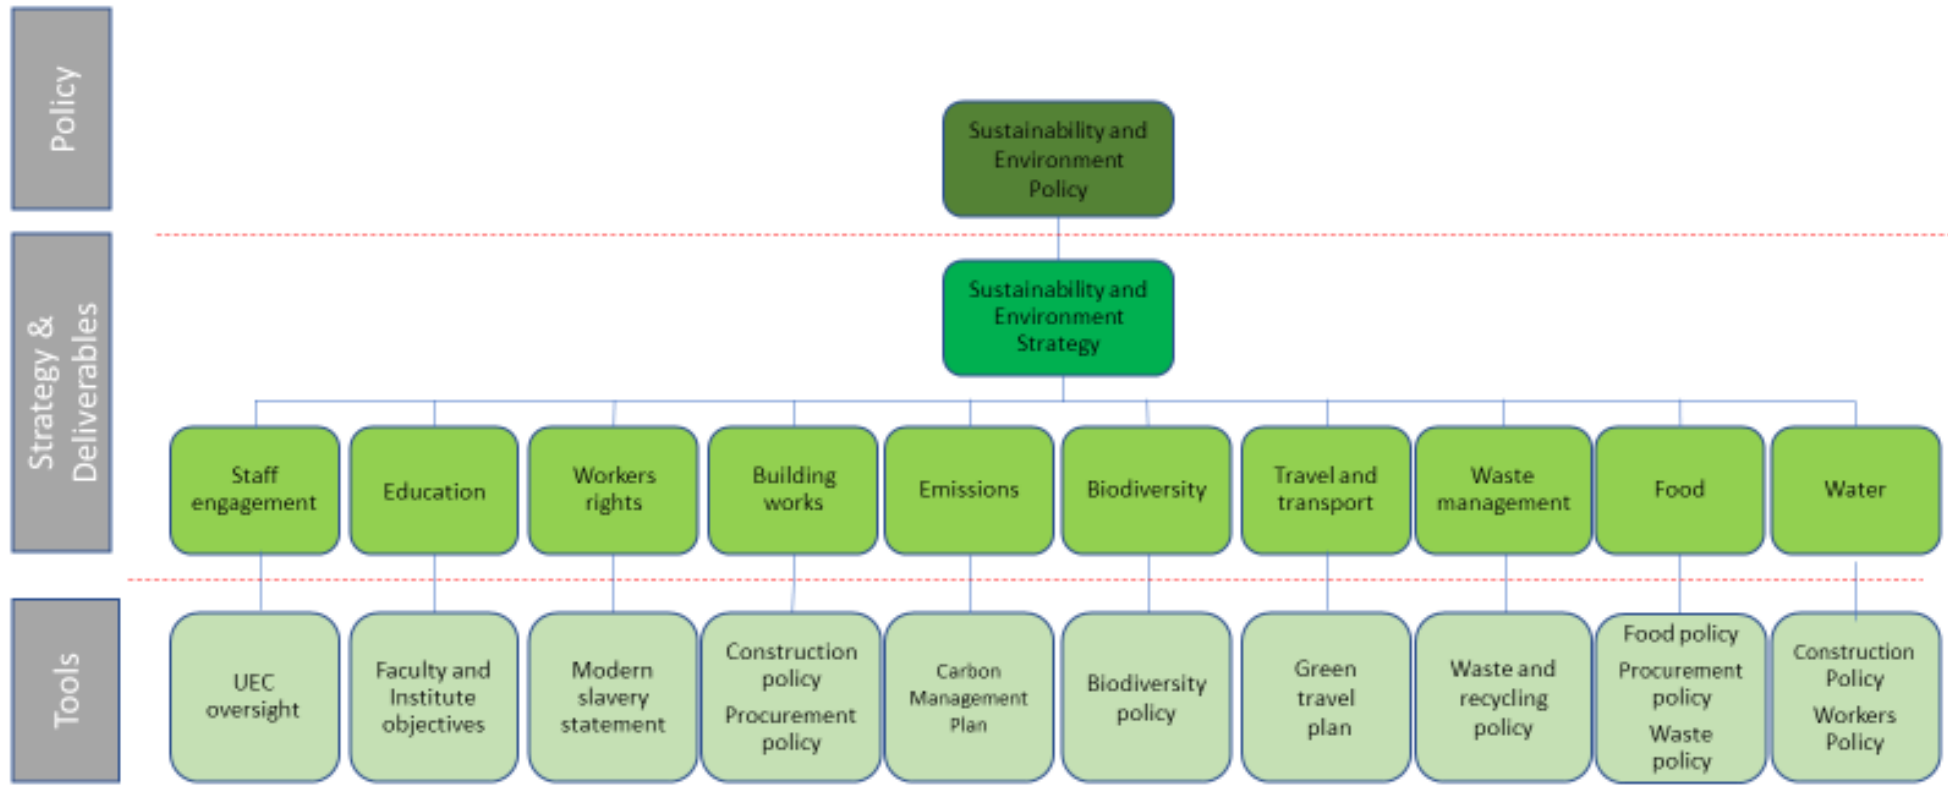 Policy
Sustainability and
Environment
Policy
Strategy &
Deliverables
Sustainability and
Environment
Strategy
Staff
engagement
Education
Workers
rights
Building
works
Emissions
Biodiversity
Travel and
transport
Waste
management
Food
Water
Tools
UEC
oversight
Faculty and
Institute
objectives
Modern
slavery
statement
Construction
policy
Procurement
policy
Carbon
Management
Plan
Biodiversity
policy
Green
travel
plan
Waste and
recycling
policy
Food policy
Procurement
policy
Waste
policy
Construction
Policy
Workers
Policy